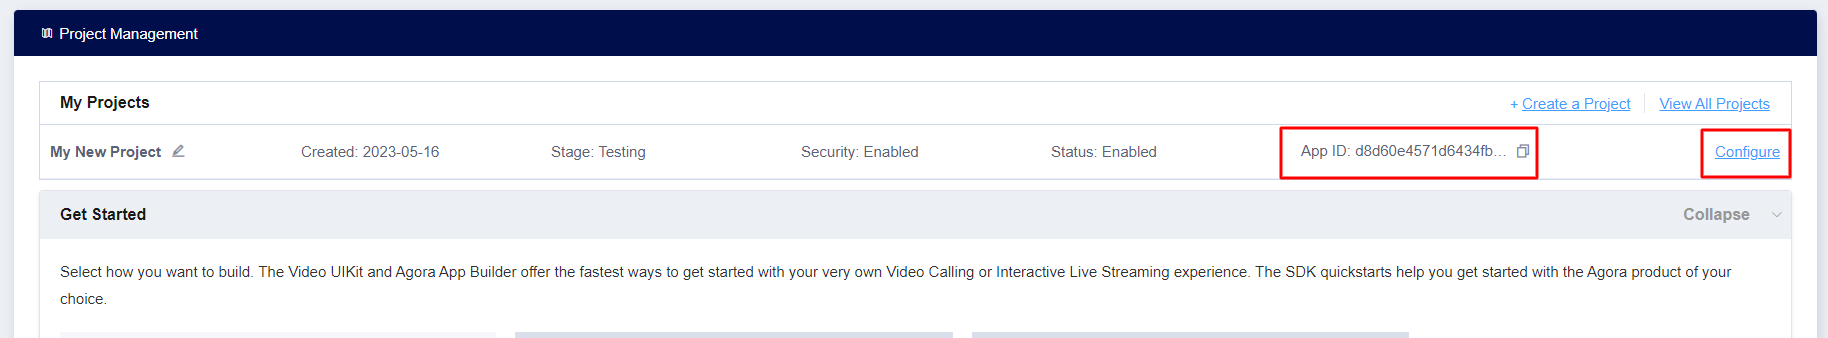 Project Management
My Projects
+ Create a Project View All Projects
My New Project Created: 2023-05-16 Stage: Testing Security: Enabled Status: Enabled App ID: d8d60e4571d6434fb... Configure
Get Started Collapse
Select how you want to build. The Video UIKit and Agora App Builder offer the fastest ways to get started with your very own Video Calling or Interactive Live Streaming experience. The SDK quickstarts help you get started with the Agora product of your
choice.